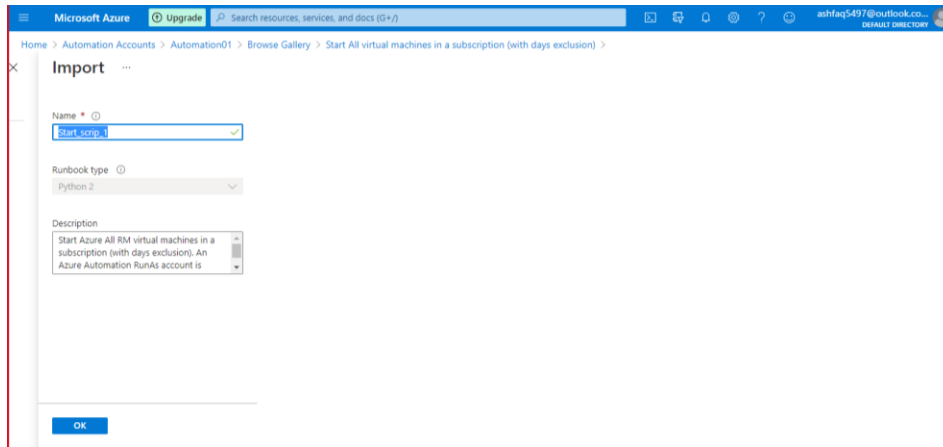 Microsoft Azure
Upgrade
Search resources, services, and docs (G+/)
ashfaq5497@outlook.co...
DEFAULT DIRECTORY
Home > Automation Accounts > Automation01 > Browse Gallery > Start All virtual machines in a subscription (with days exclusion) >
Import ...
Name *
Start_scrip_1
Runbook type
Python 2
Description
Start Azure All RM virtual machines in a
subscription (with days exclusion). An
Azure Automation RunAs account is
OK